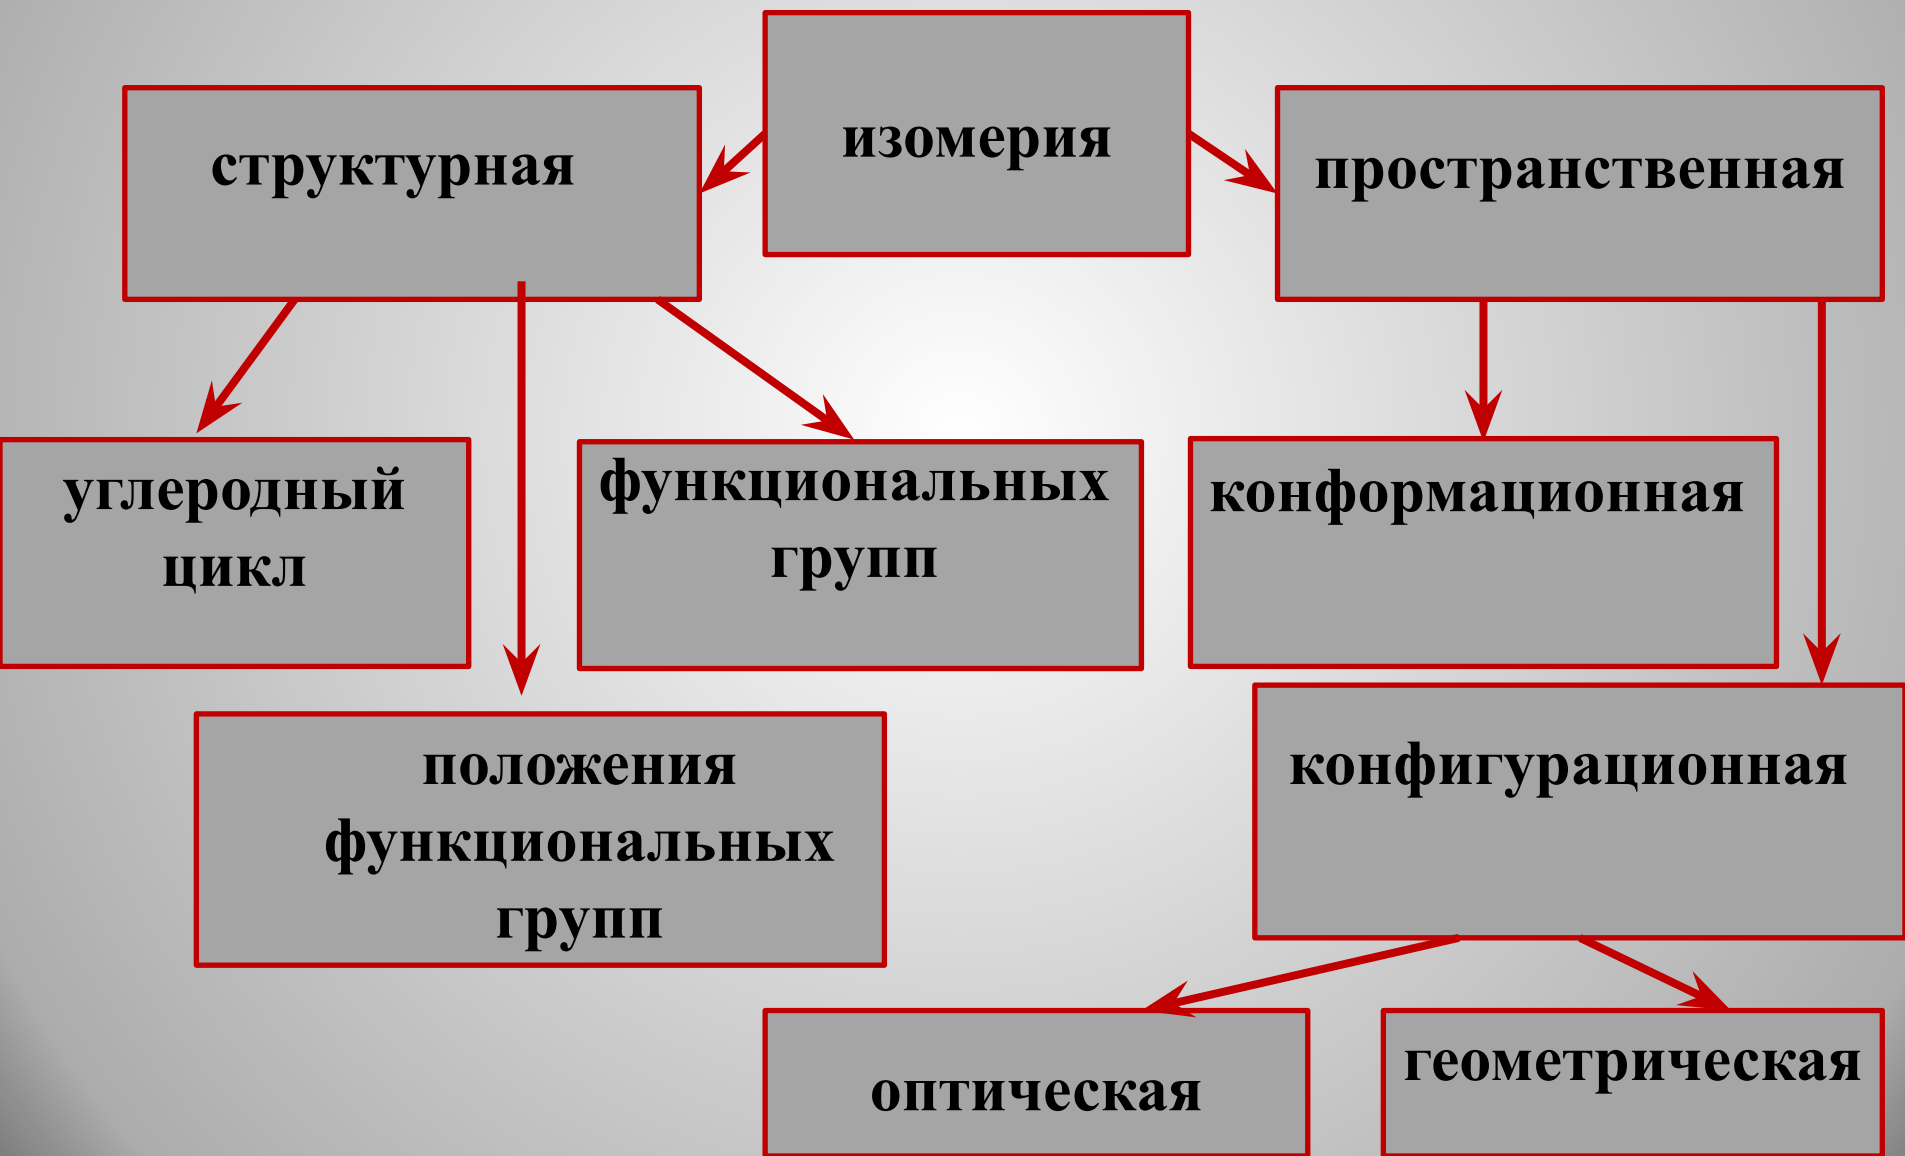 изомерия
структурная
пространственная
углеродный
цикл
функциональных
групп
конформационная
положения
функциональных
групп
конфигурационная
оптическая
геометрическая